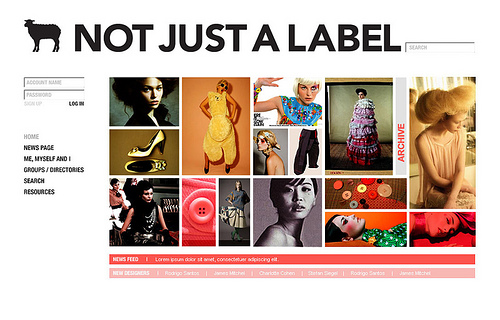 NOT JUST A LABEL
SEARCH
ACCOUNT NAME
PASSWORD
SIGN UP LOG IN
HOME
NEWS PAGE
ME, MYSELF AND I
GROUPS / DIRECTORIES
SEARCH
RESOURCES
ARCHIVE
NEWS FEED | Lorem ipsum dolor sit amet, consectetuer adipiscing elit.
NEW DESIGNERS | Rodrigo Santos | James Mitchel | Charlotte Cohen | Stefan Siegel | Rodrigo Santos | James Mitchel